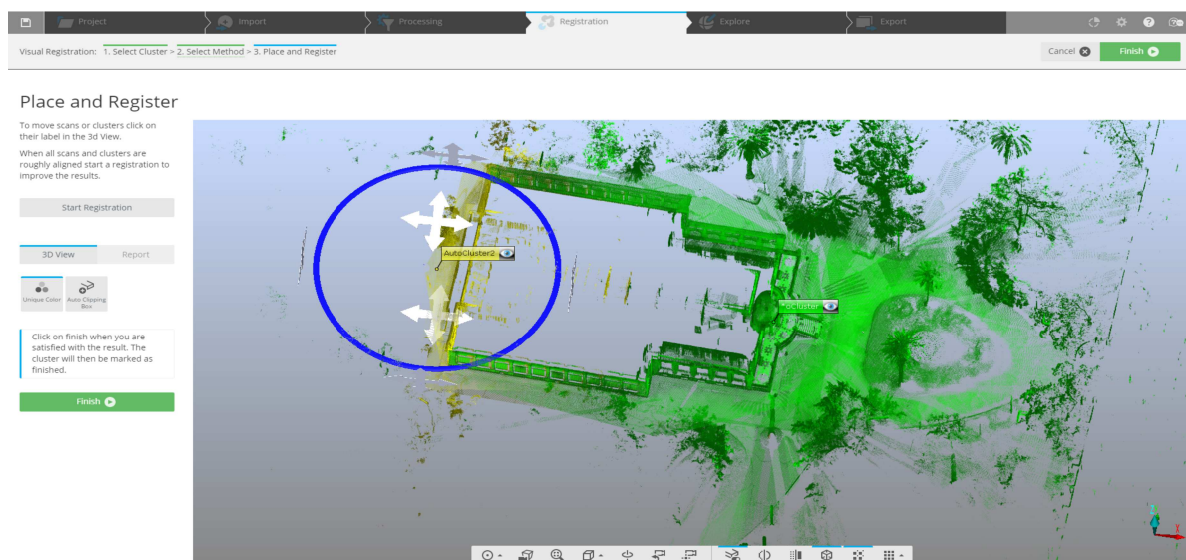 Project
Import
Processing
Registration
Explore
Export
Visual Registration: 1. Select Cluster > 2. Select Method > 3. Place and Register
Cancel
Finish
Place and Register
To move scans or clusters click on
their label in the 3d View.
When all scans and clusters are
roughly aligned start a registration to
improve the results.
Start Registration
3D View
Report
Unique Color
Auto Clipping
Box
Click on finish when you are
satisfied with the result. The
cluster will then be marked as
finished.
Finish
AutoCluster2
oCluster
Z
X